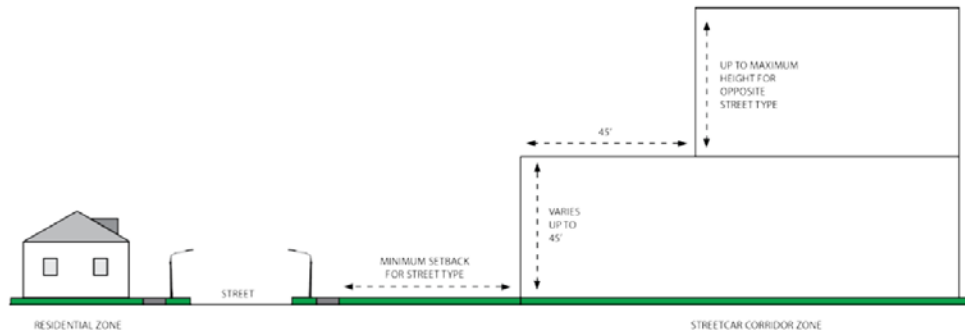 UP TO MAXIMUM
HEIGHT FOR
OPPOSITE
STREET TYPE
45'
VARIES
UP TO
45'
MINIMUM SETBACK
FOR STREET TYPE
STREET
RESIDENTIAL ZONE
STREETCAR CORRIDOR ZONE